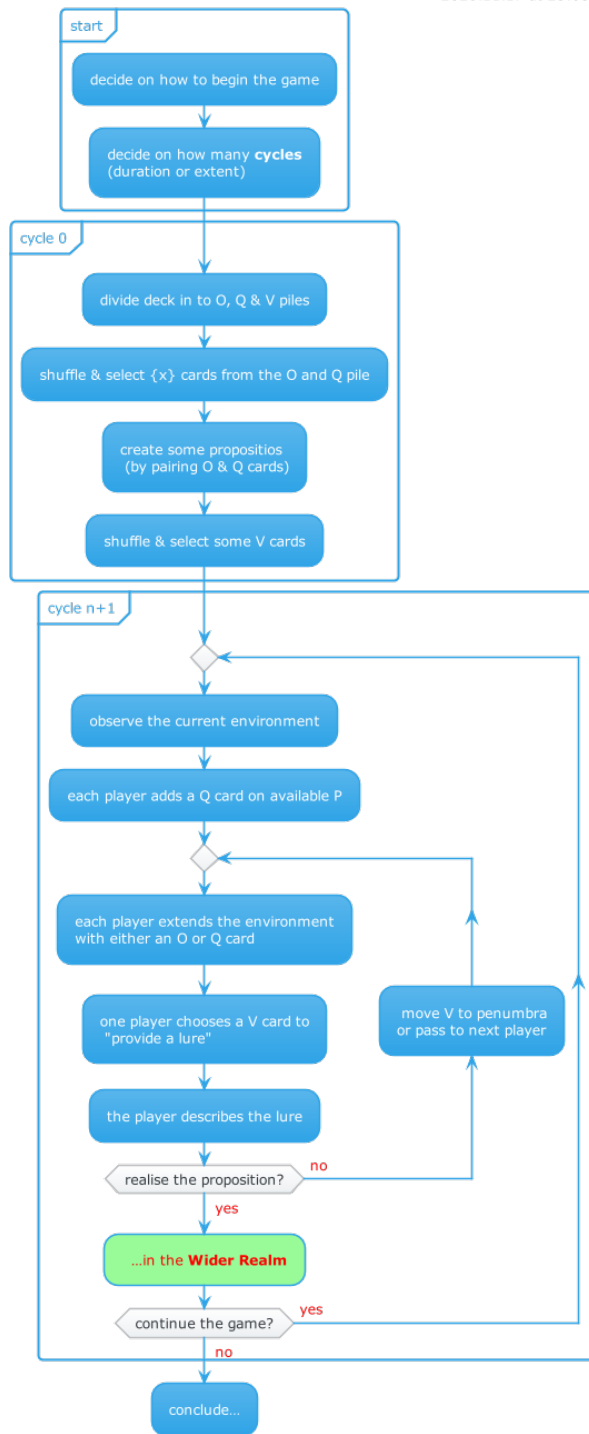 start
decide on how to begin the game
decide on how many cycles
(duration or extent)
cycle 0
divide deck in to O, Q & V piles
shuffle & select {x} cards from the O and Q pile
create some propositios
(by pairing O & Q cards)
shuffle & select some V cards
cycle n+1
observe the current environment
each player adds a Q card on available P
each player extends the environment
with either an O or Q card
one player chooses a V card to
"provide a lure"
move V to penumbra
or pass to next player
the player describes the lure
realise the proposition?
no
yes
…in the Wider Realm
continue the game?
yes
no
conclude…